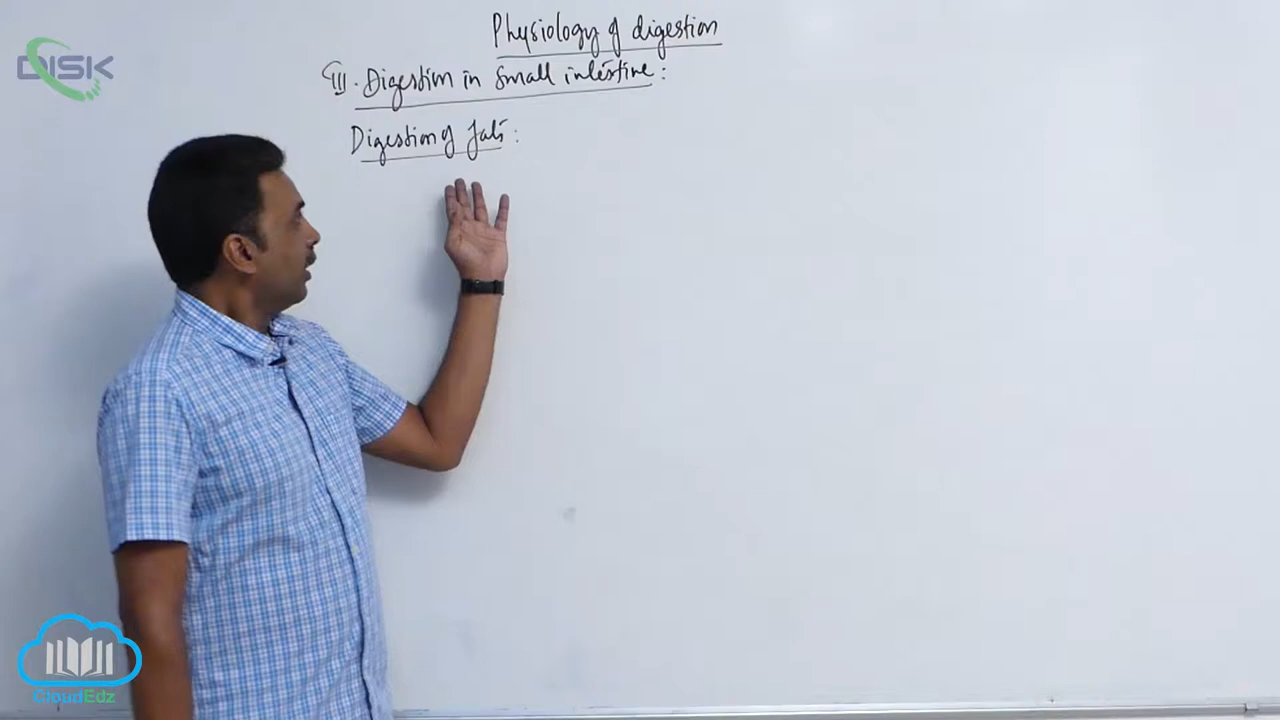 Physiology of digestion
III. Digestion in small intestine:
Digestion of fats:
DISK
CloudEdz